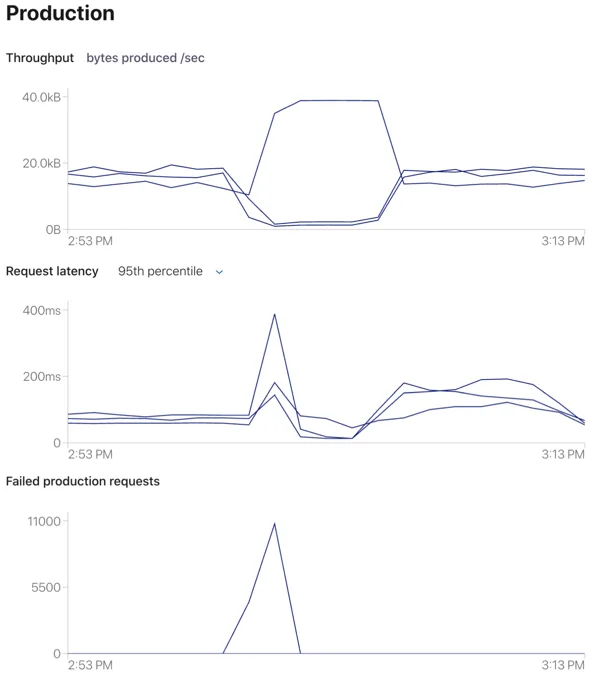 Production
Throughput bytes produced /sec
40.0kB
20.0kB
0B
2:53 PM 3:13 PM
Request latency 95th percentile
400ms
200ms
0
2:53 PM 3:13 PM
Failed production requests
11000
5500
0
2:53 PM 3:13 PM